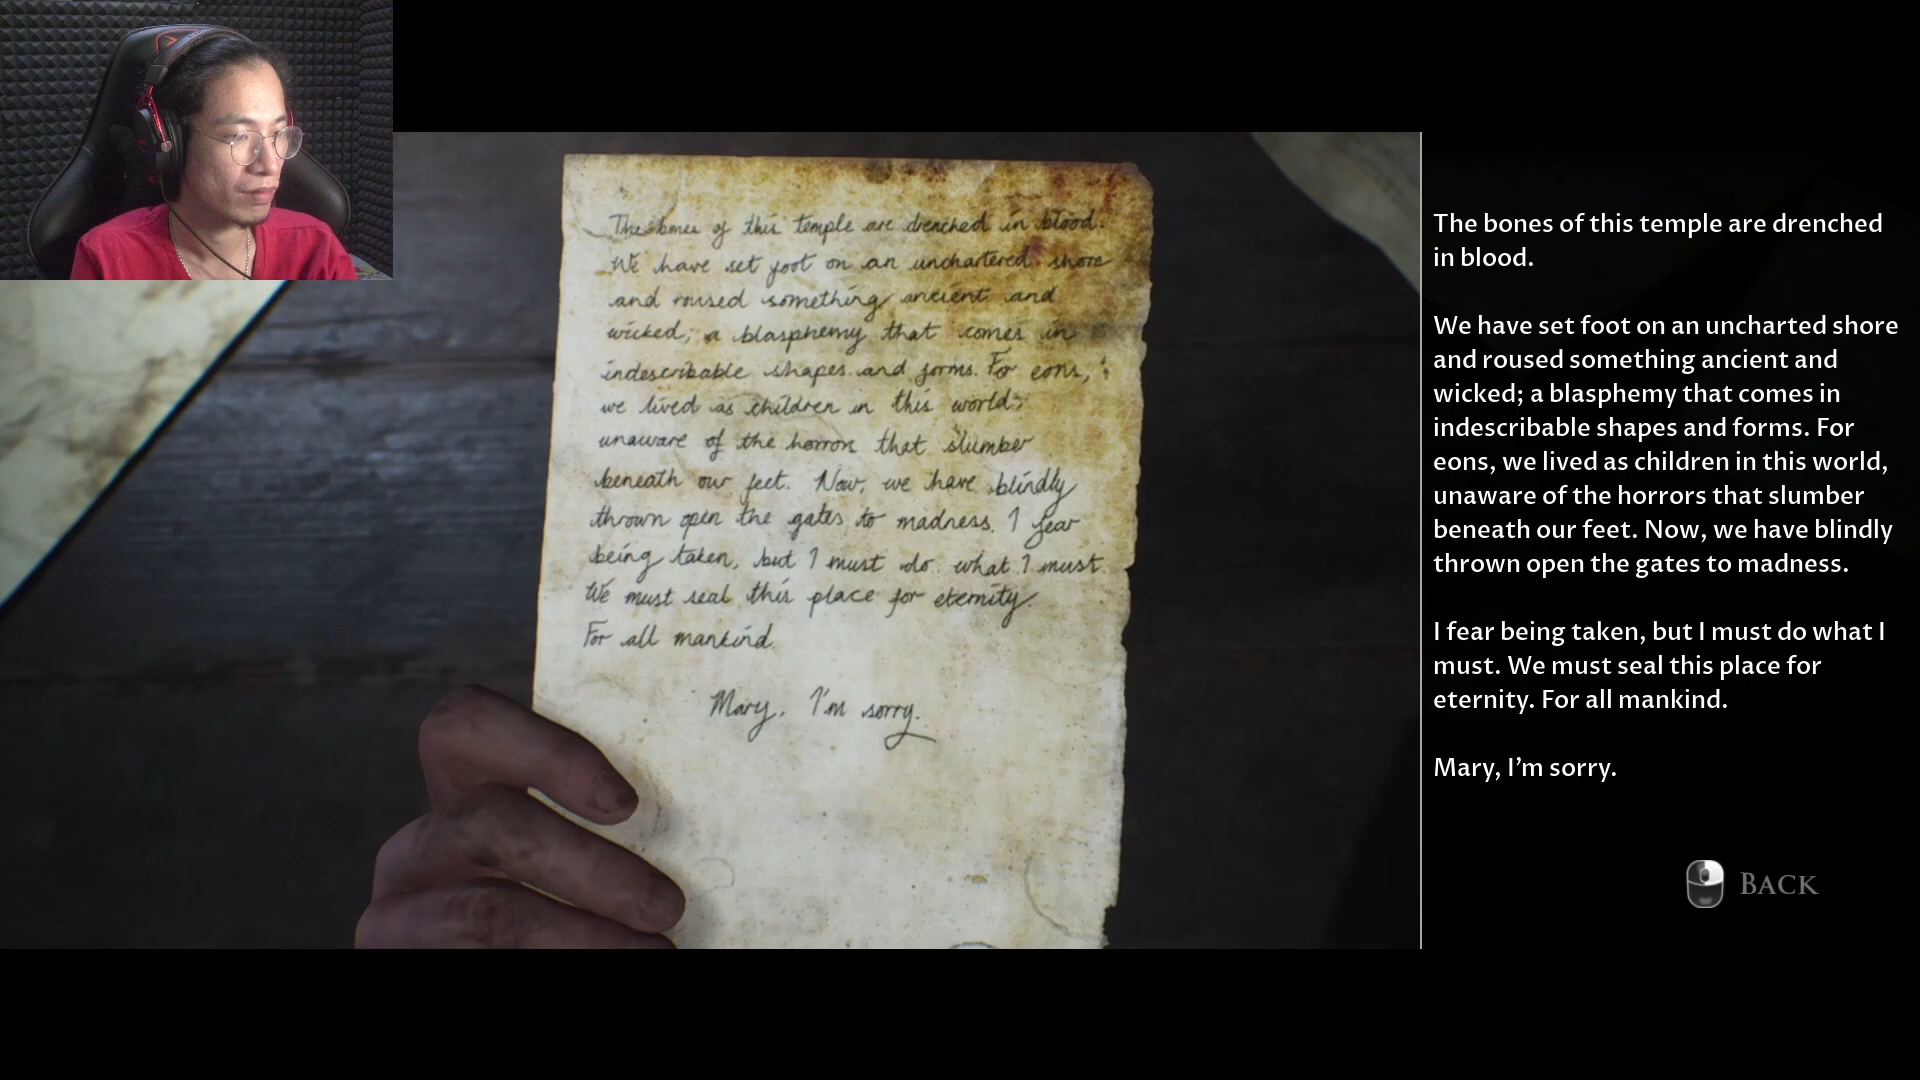 The bones of this temple are drenched in blood.
We have set foot on an unchartered shore
and roused something ancient and
wicked; a blasphemy that comes in
indescribable shapes and forms. For eons,
we lived as children in this world,
unaware of the horrors that slumber
beneath our feet. Now, we have blindly
thrown open the gates to madness. I fear
being taken, but I must do what I must.
We must seal this place for eternity.
For all mankind.
Mary, I'm sorry.
The bones of this temple are drenched
in blood.
We have set foot on an uncharted shore
and roused something ancient and
wicked; a blasphemy that comes in
indescribable shapes and forms. For
eons, we lived as children in this world,
unaware of the horrors that slumber
beneath our feet. Now, we have blindly
thrown open the gates to madness.
I fear being taken, but I must do what I
must. We must seal this place for
eternity. For all mankind.
Mary, I’m sorry.
BACK